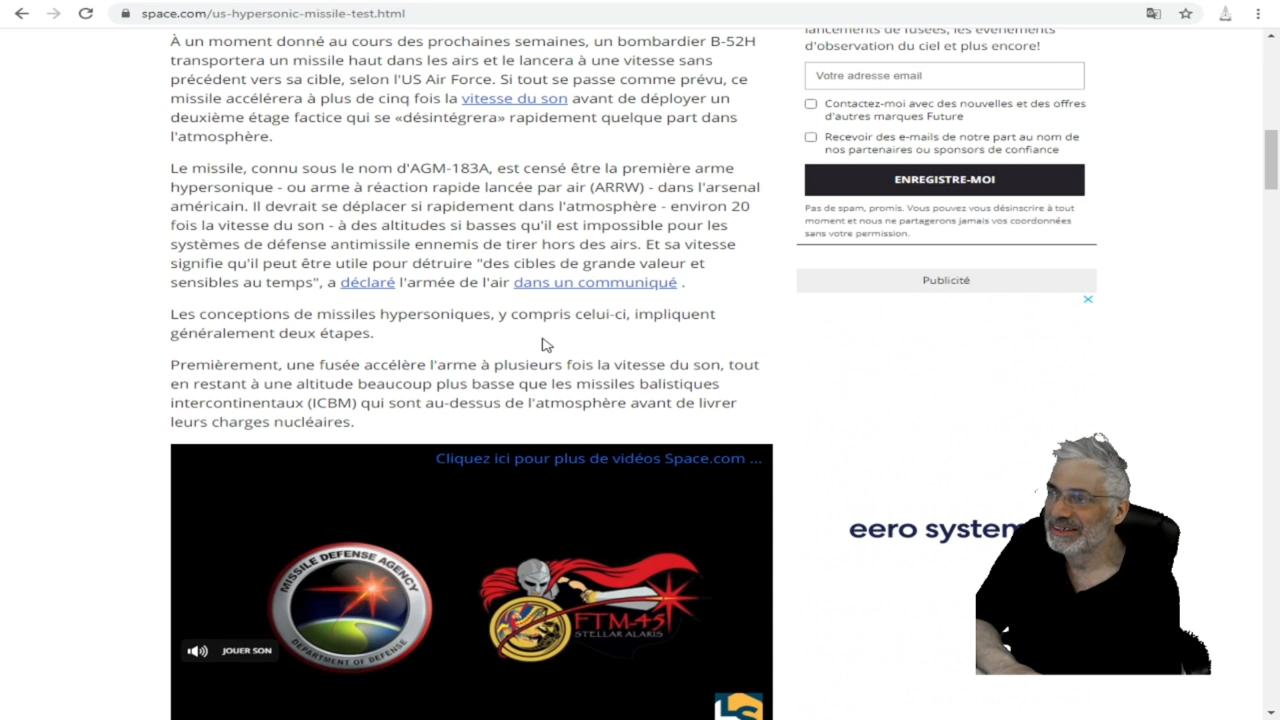 space.com/us-hypersonic-missile-test.html
À un moment donné au cours des prochaines semaines, un bombardier B-52H
transportera un missile haut dans les airs et le lancera à une vitesse sans
précédent vers sa cible, selon l'US Air Force. Si tout se passe comme prévu, ce
missile accélérera à plus de cinq fois la vitesse du son avant de déployer un
deuxième étage factice qui se «désintégrera» rapidement quelque part dans
l'atmosphère.
Le missile, connu sous le nom d'AGM-183A, est censé être la première arme
hypersonique - ou arme à réaction rapide lancée par air (ARRW) - dans l'arsenal
américain. Il devrait se déplacer si rapidement dans l'atmosphère - environ 20
fois la vitesse du son - à des altitudes si basses qu'il est impossible pour les
systèmes de défense antimissile ennemis de tirer hors des airs. Et sa vitesse
signifie qu'il peut être utile pour détruire "des cibles de grande valeur et
sensibles au temps", a déclaré l'armée de l'air dans un communiqué .
Les conceptions de missiles hypersoniques, y compris celui-ci, impliquent
généralement deux étapes.
Premièrement, une fusée accélère l'arme à plusieurs fois la vitesse du son, tout
en restant à une altitude beaucoup plus basse que les missiles balistiques
intercontinentaux (ICBM) qui sont au-dessus de l'atmosphère avant de livrer
leurs charges nucléaires.
Cliquez ici pour plus de vidéos Space.com ...
MISSILE DEFENSE AGENCY
DEPARTMENT OF DEFENSE
FTM-45
STELLAR ALARIS
JOUER SON
LS
lancements de fusées, les événements
d'observation du ciel et plus encore!
Votre adresse email
Contactez-moi avec des nouvelles et des offres
d'autres marques Future
Recevoir des e-mails de notre part au nom de
nos partenaires ou sponsors de confiance
ENREGISTRE-MOI
Pas de spam, promis. Vous pouvez vous désinscrire à tout
moment et nous ne partagerons jamais vos coordonnées
sans votre permission.
Publicité
eero system